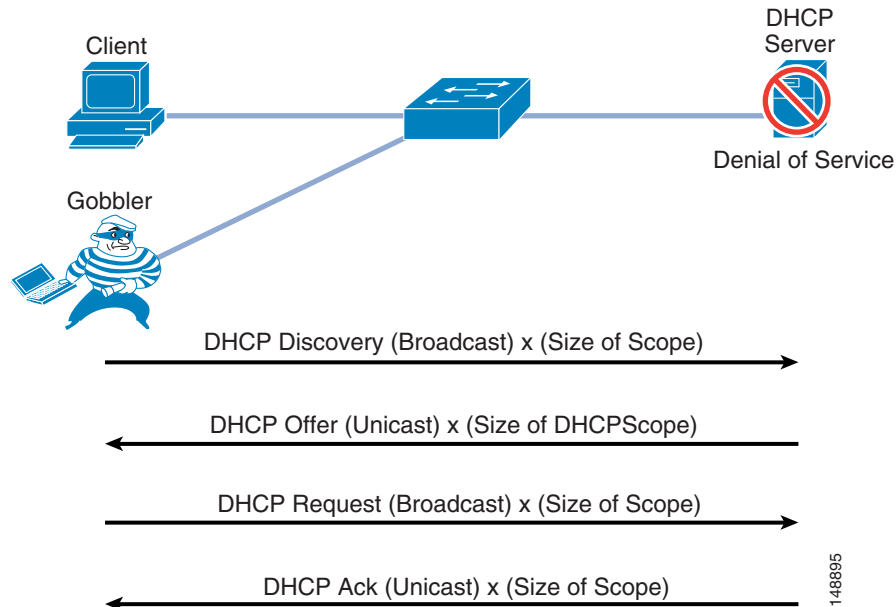 Client
DHCP
Server
Denial of Service
Gobbler
DHCP Discovery (Broadcast) x (Size of Scope)
DHCP Offer (Unicast) x (Size of DHCPScope)
DHCP Request (Broadcast) x (Size of Scope)
DHCP Ack (Unicast) x (Size of Scope)
148895